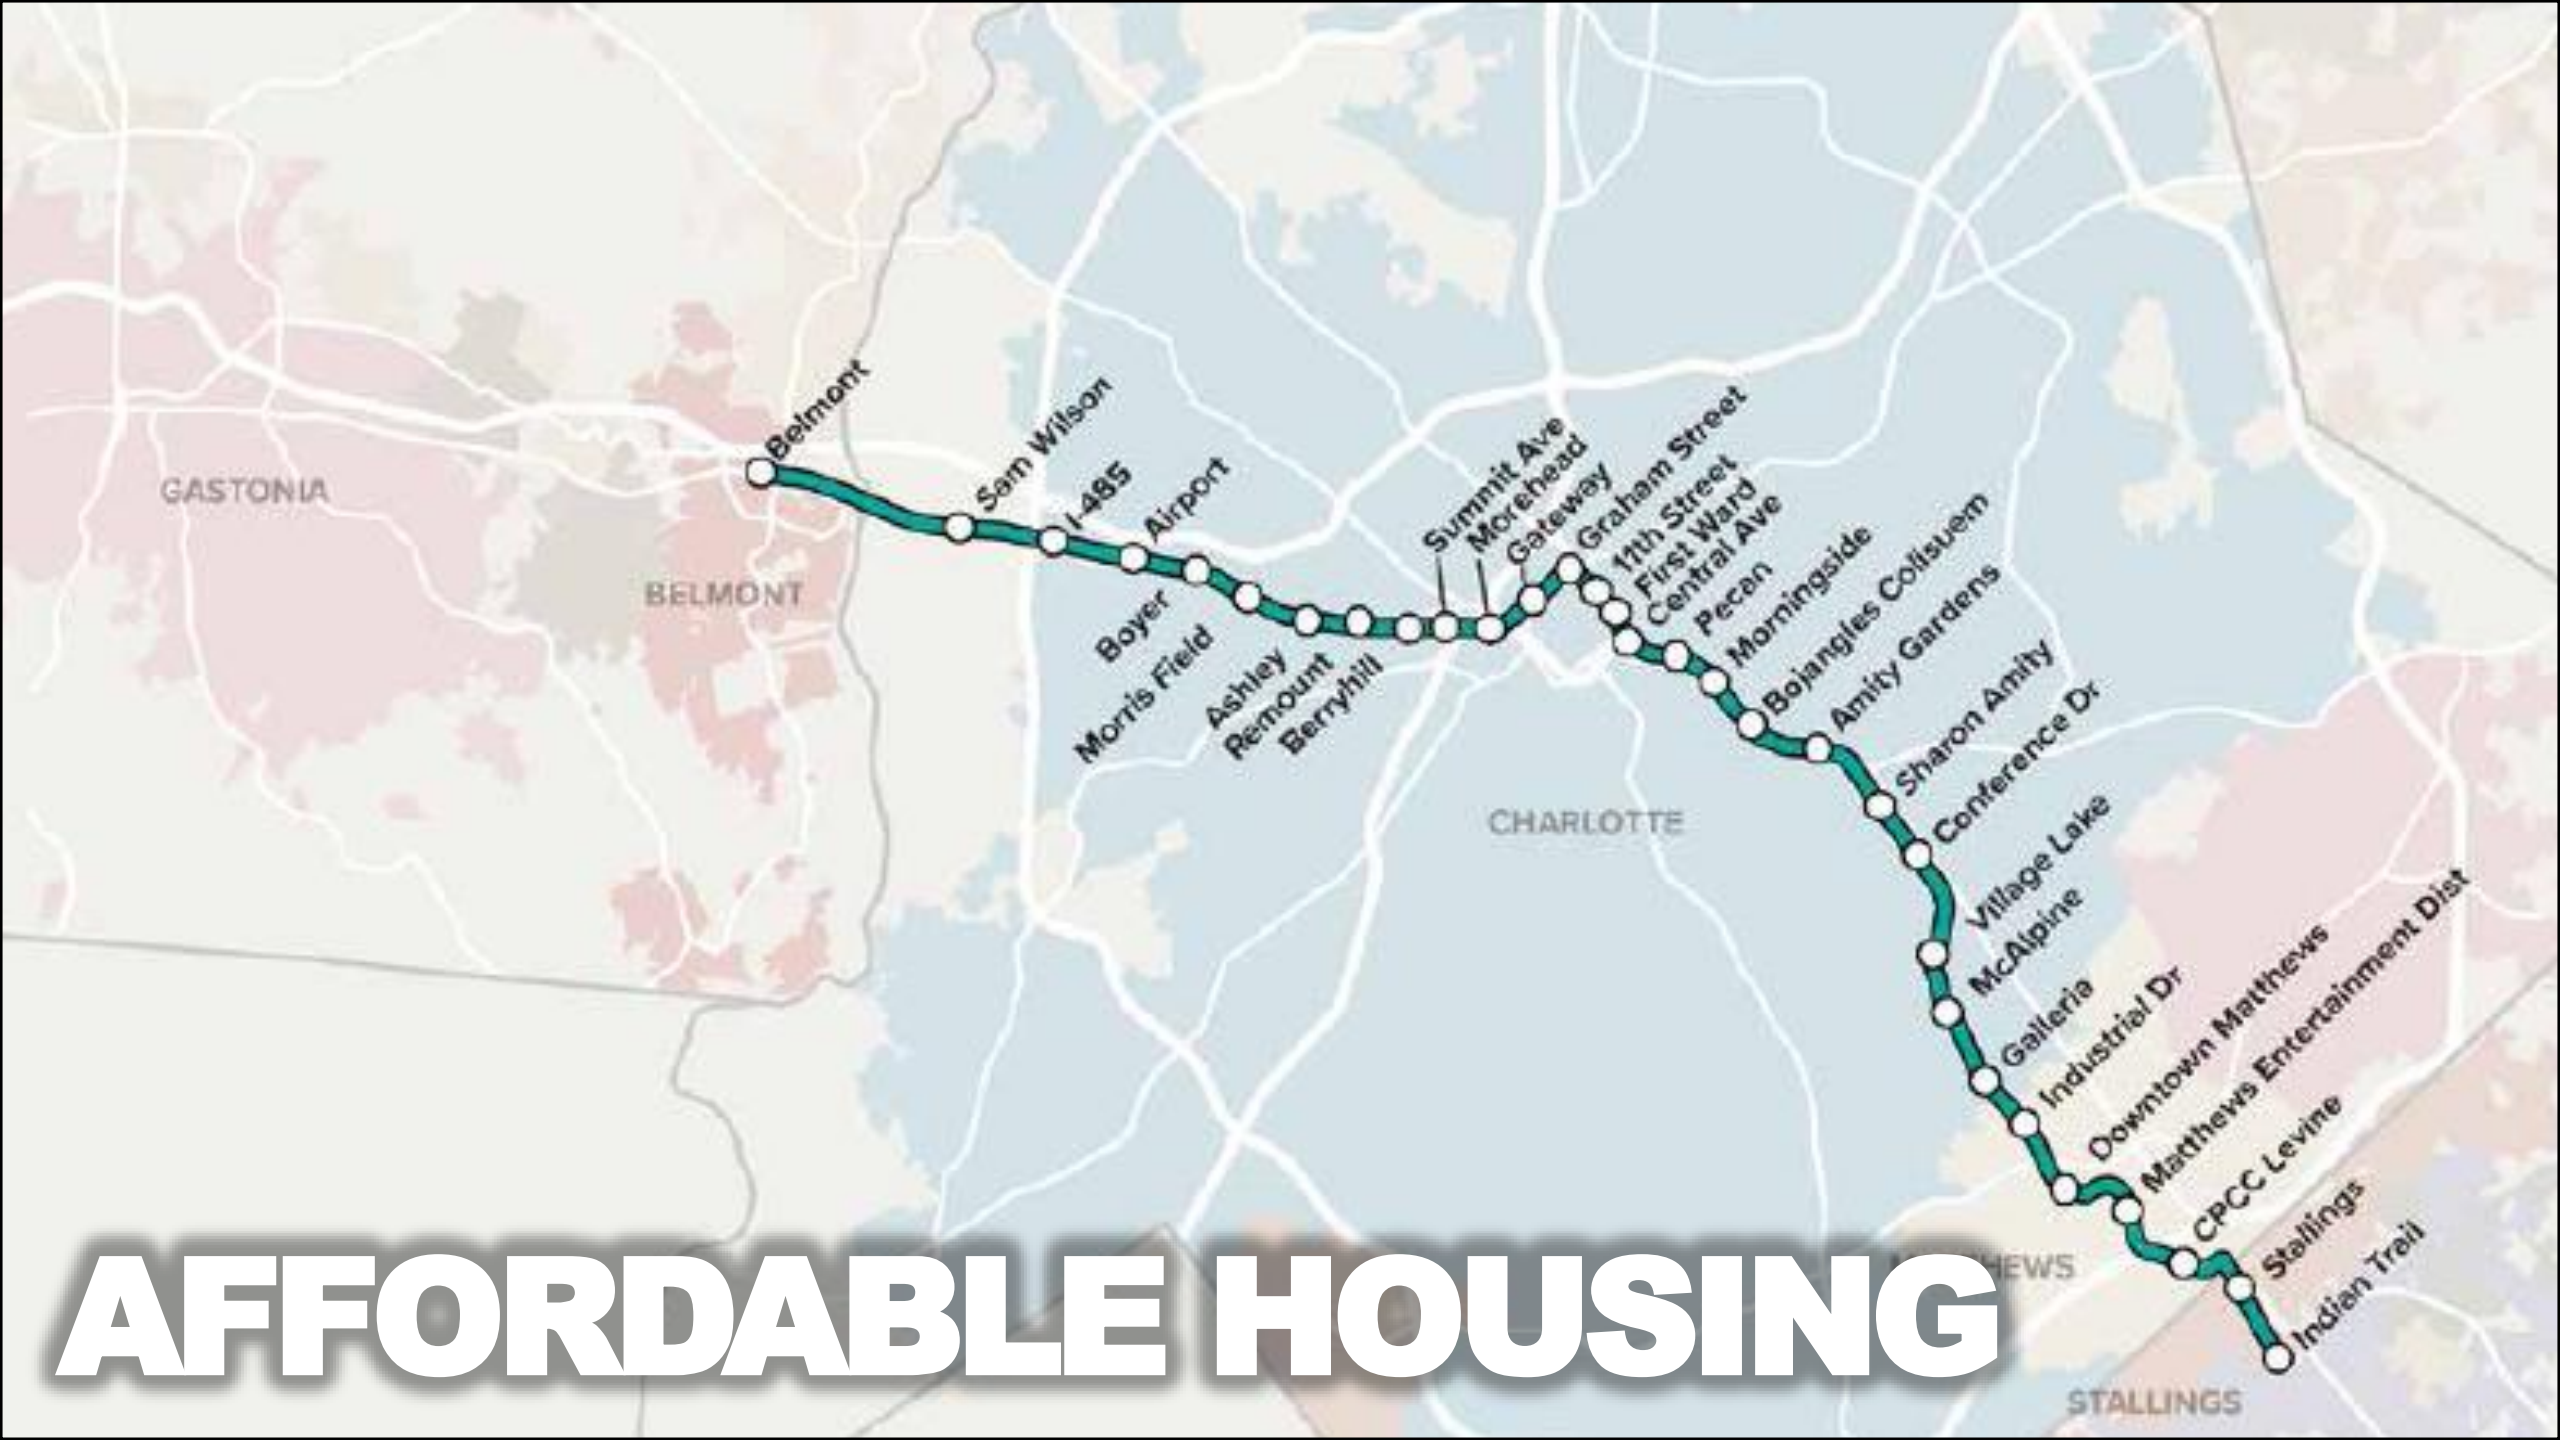 Belmont
Sam Wilson
I-485
Airport
Boyer
Morris Field
Ashley
Remount
Berryhill
Summit Ave
Morehead
Gateway
Graham Street
11th Street
First Ward
Central Ave
Pecan
Morningside
Bojangles Colisuem
Amity Gardens
Sharon Amity
Conference Dr
Village Lake
McAlpine
Galleria
Industrial Dr
Downtown Matthews
Matthews Entertainment Dist
CPCC Levine
Stallings
Indian Trail
GASTONIA
BELMONT
CHARLOTTE
STALLINGS
AFFORDABLE HOUSING